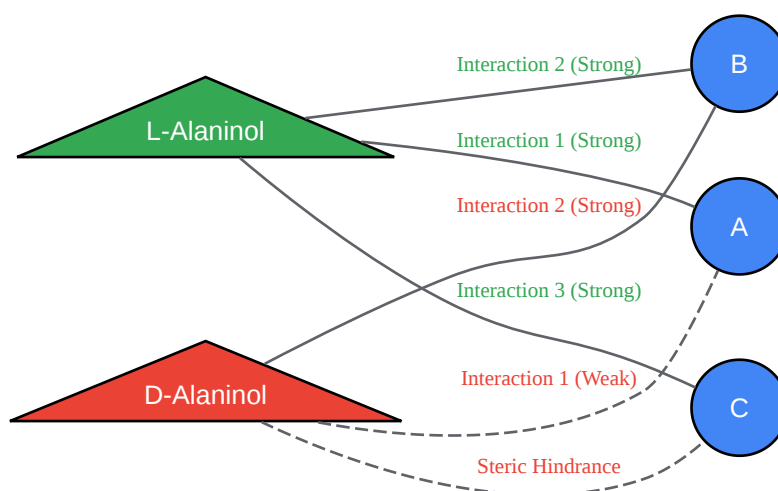 Interaction 2 (Strong)
B
L-Alaninol
Interaction 1 (Strong)
Interaction 2 (Strong)
A
Interaction 3 (Strong)
Interaction 1 (Weak)
D-Alaninol
C
Steric Hindrance